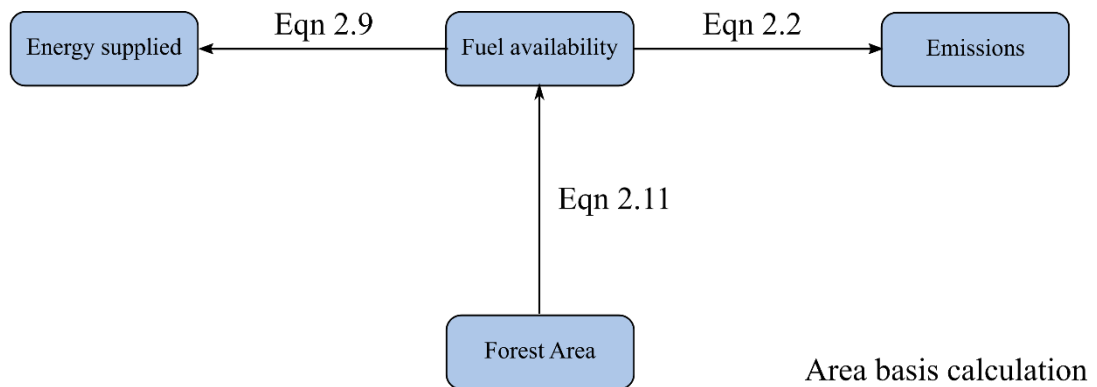 Energy supplied
Eqn 2.9
Fuel availability
Eqn 2.2
Emissions
Eqn 2.11
Forest Area
Area basis calculation